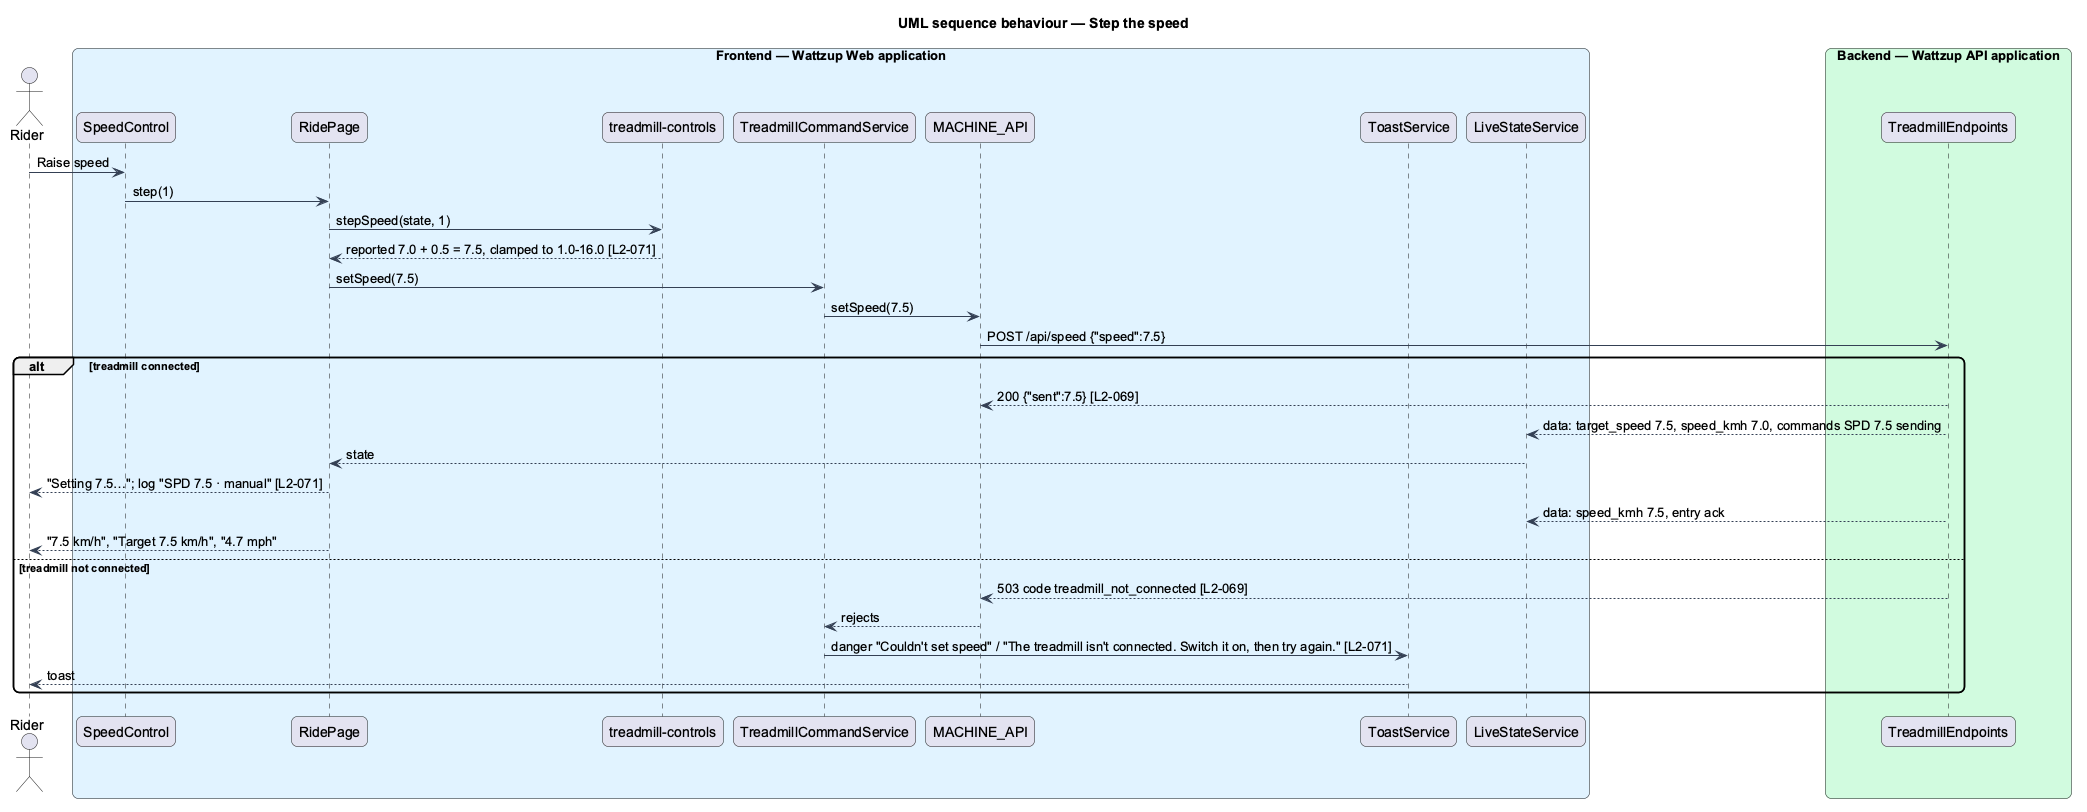 UML sequence behaviour — Step the speed
Frontend — Wattzup Web application
Backend — Wattzup API application
Rider
SpeedControl
RidePage
treadmill-controls
TreadmillCommandService
MACHINE_API
ToastService
LiveStateService
TreadmillEndpoints
Raise speed
step(1)
stepSpeed(state, 1)
reported 7.0 + 0.5 = 7.5, clamped to 1.0-16.0 [L2-071]
setSpeed(7.5)
setSpeed(7.5)
POST /api/speed {"speed":7.5}
alt
[treadmill connected]
200 {"sent":7.5} [L2-069]
data: target_speed 7.5, speed_kmh 7.0, commands SPD 7.5 sending
state
"Setting 7.5…"; log "SPD 7.5 · manual" [L2-071]
data: speed_kmh 7.5, entry ack
"7.5 km/h", "Target 7.5 km/h", "4.7 mph"
[treadmill not connected]
503 code treadmill_not_connected [L2-069]
rejects
danger "Couldn't set speed" / "The treadmill isn't connected. Switch it on, then try again." [L2-071]
toast
Rider
SpeedControl
RidePage
treadmill-controls
TreadmillCommandService
MACHINE_API
ToastService
LiveStateService
TreadmillEndpoints